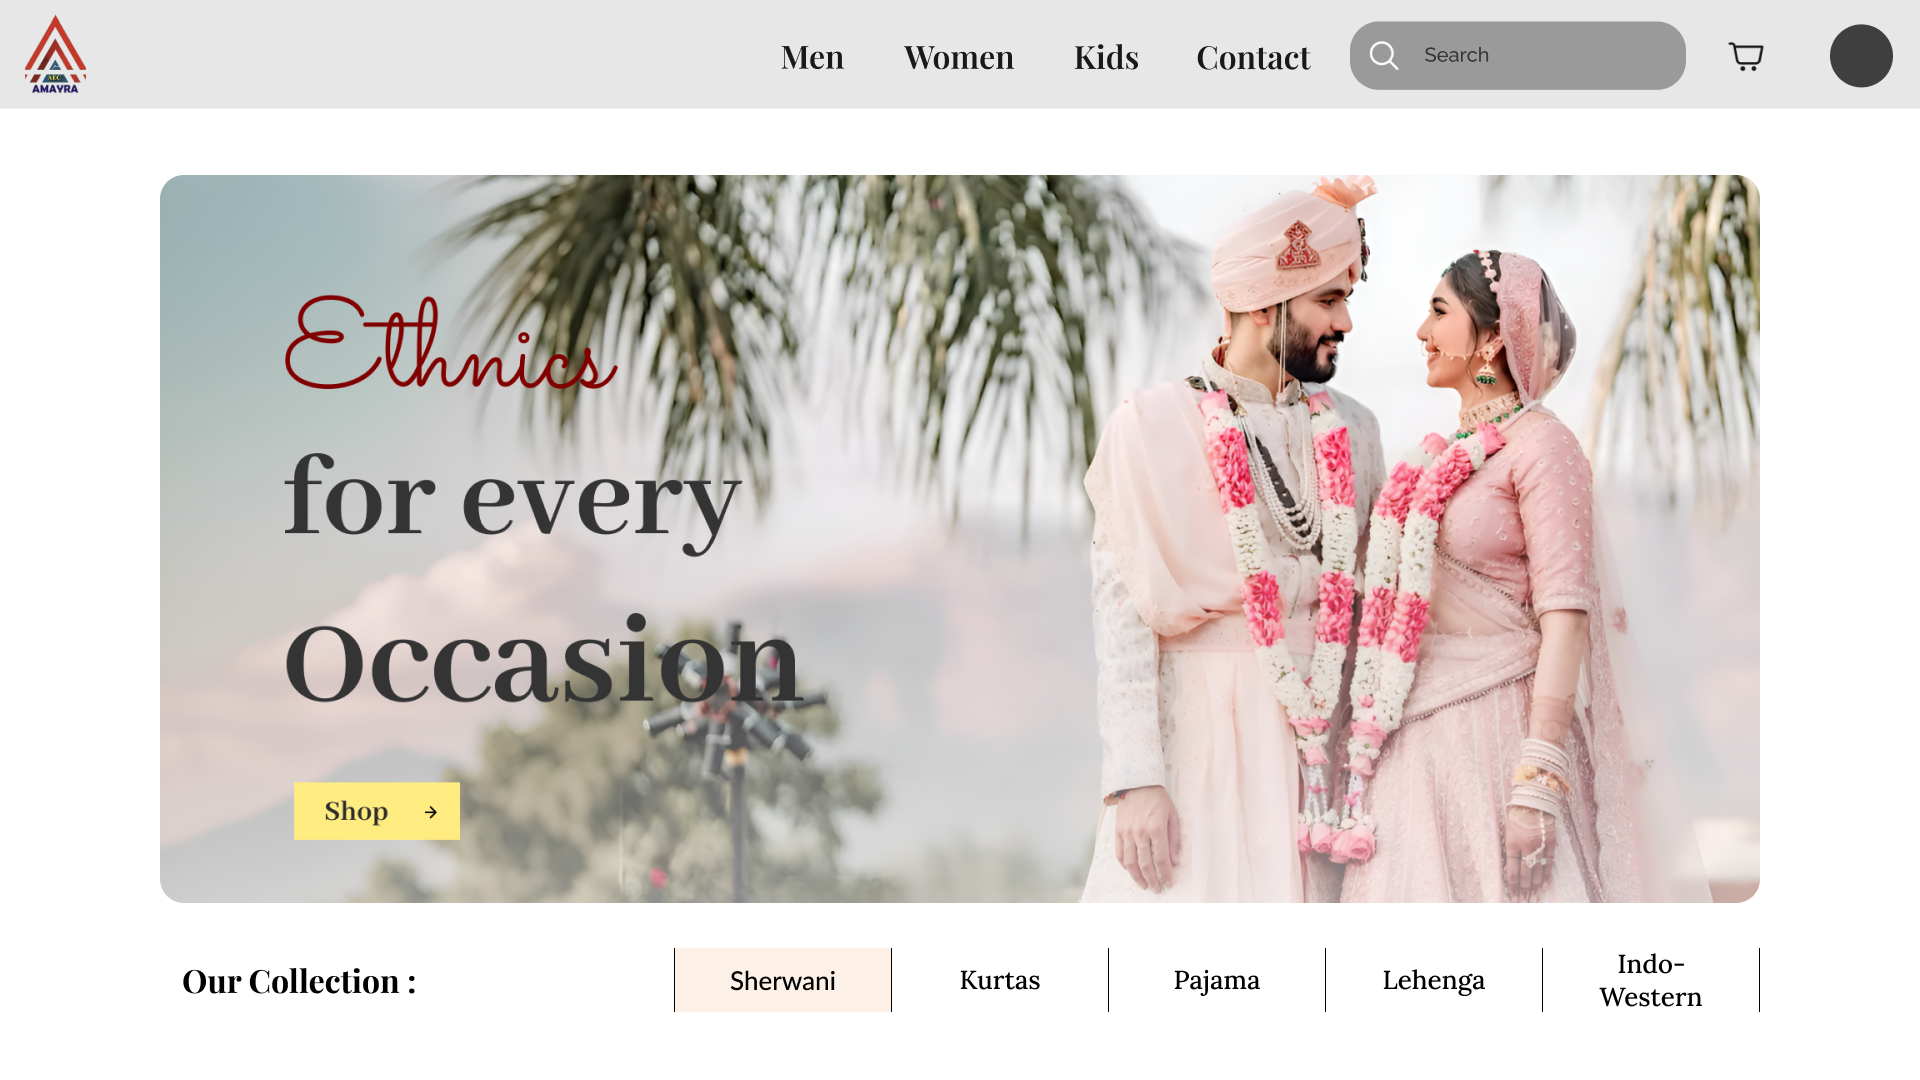 AEC
AMAYRA
Men
Women
Kids
Contact
Search
Ethnics
for every
Occasion
Shop →
Our Collection :
Sherwani
Kurtas
Pajama
Lehenga
Indo-
Western